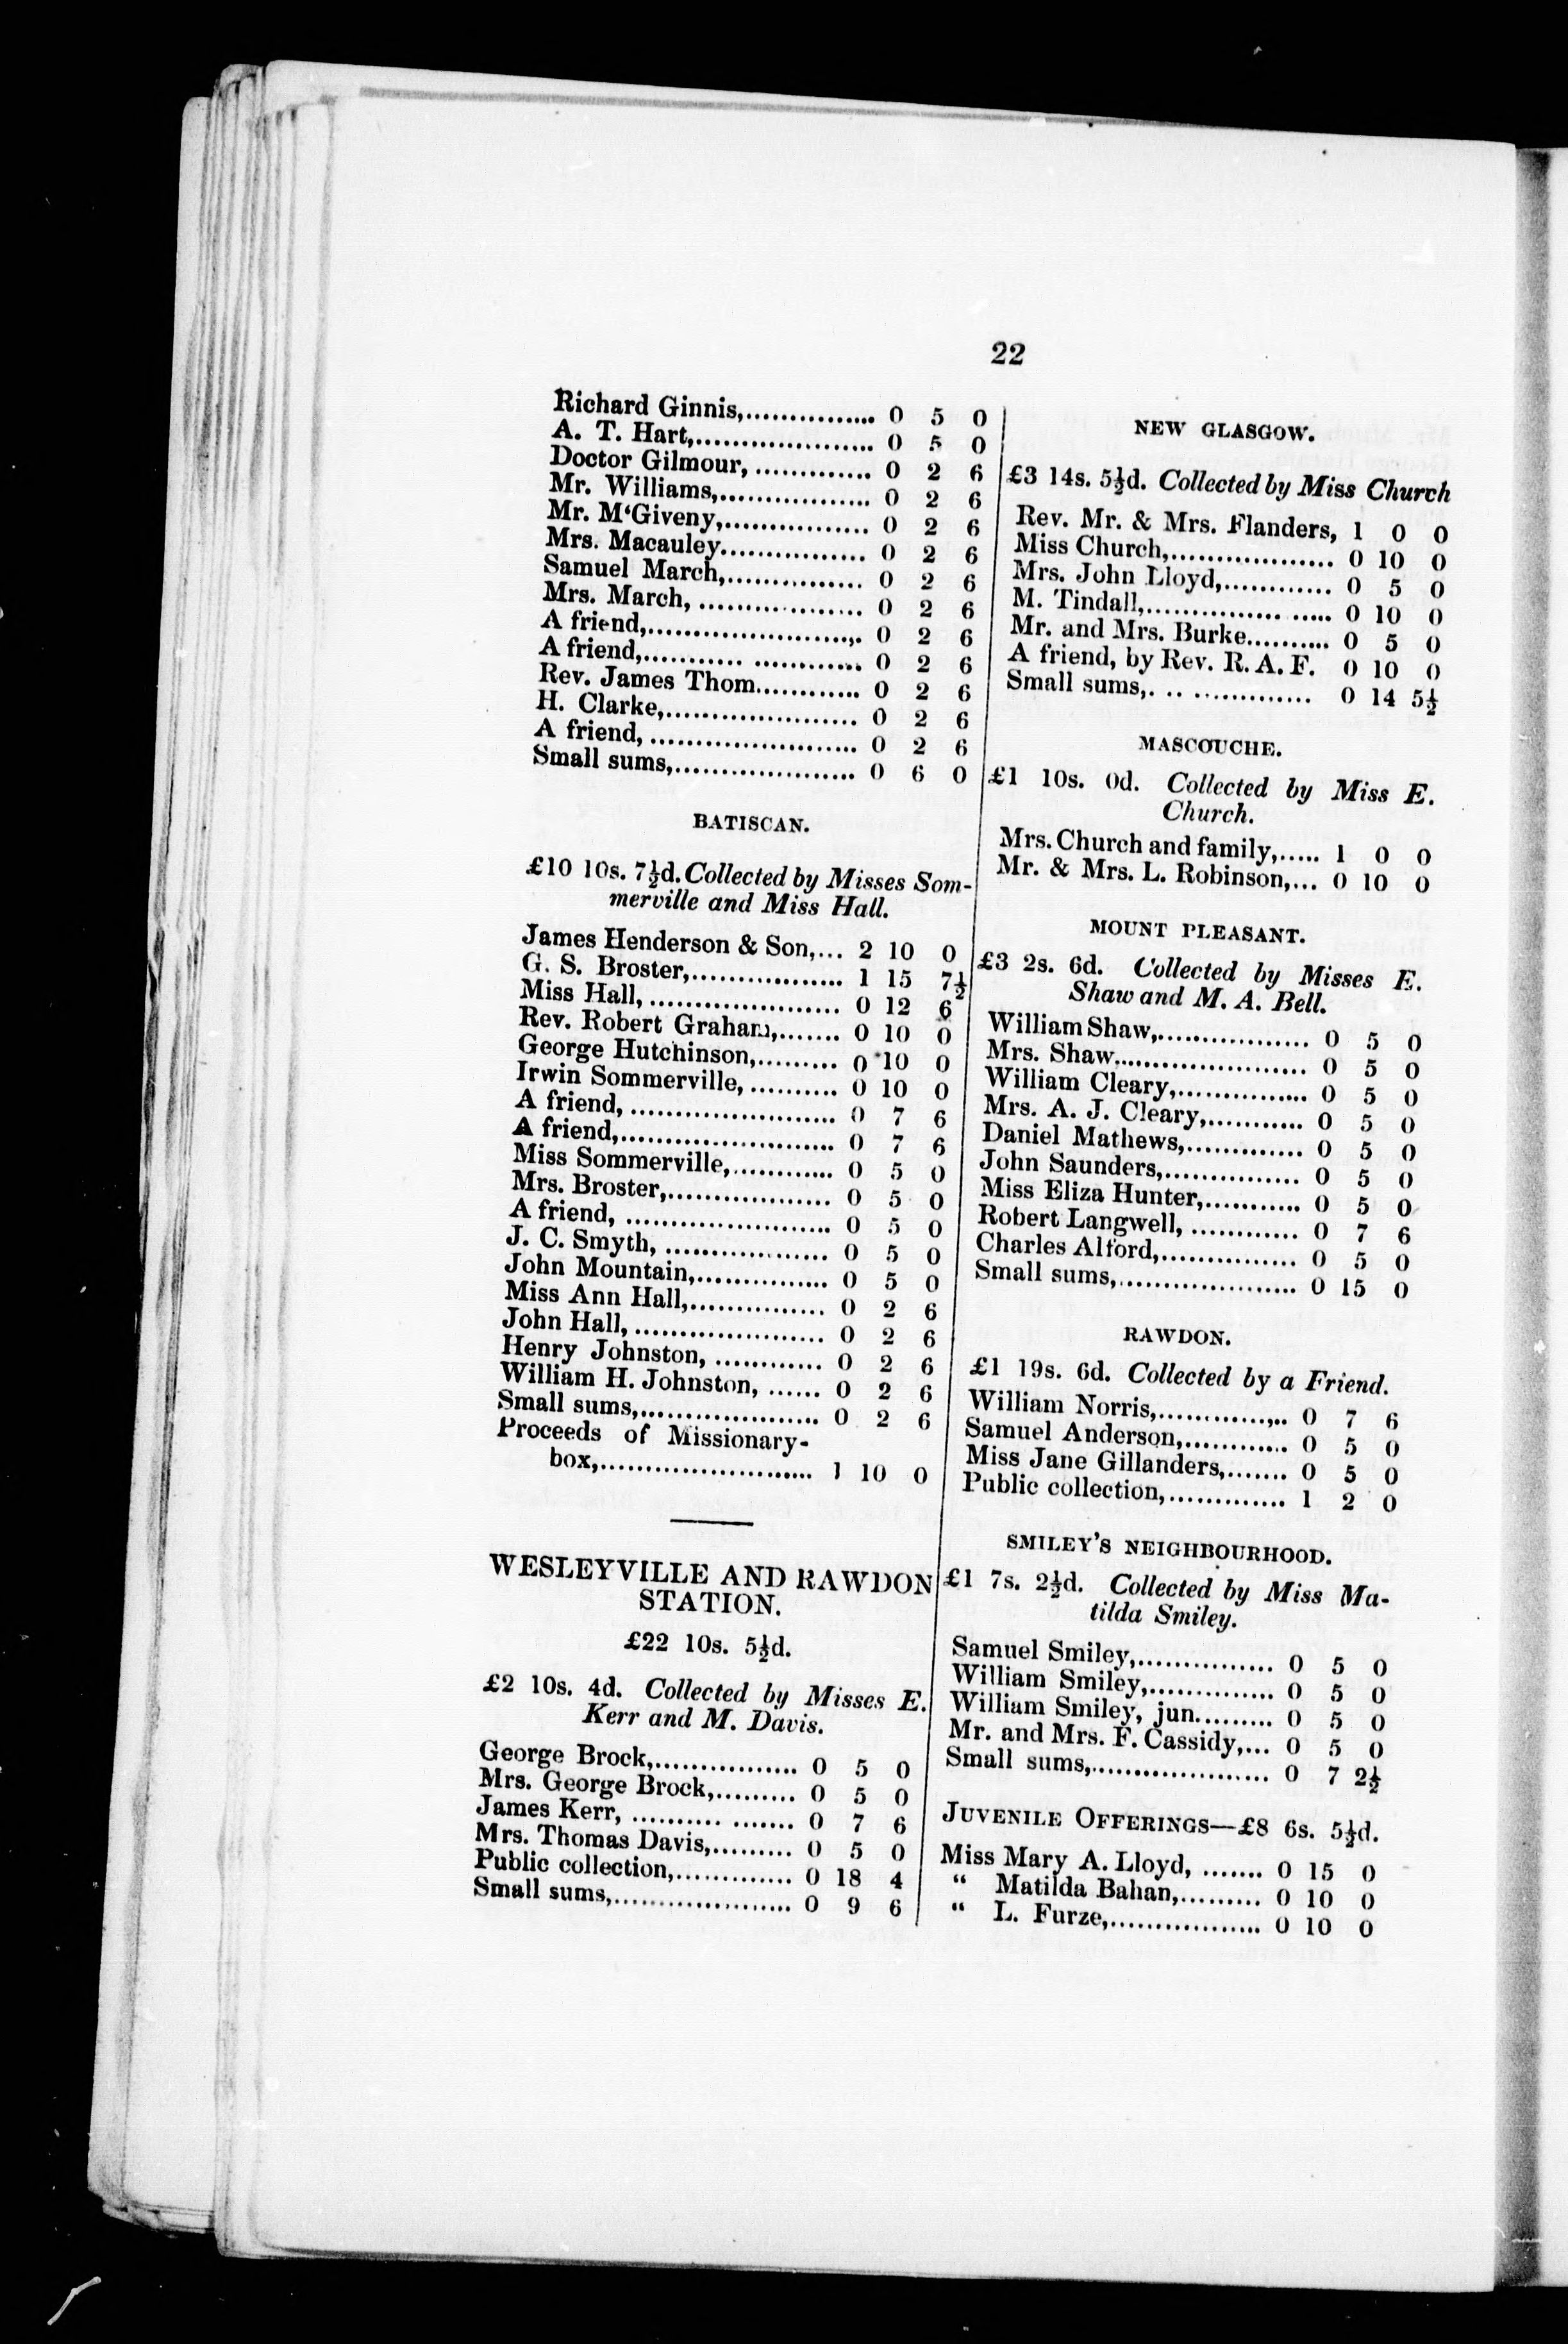 22
Richard Ginnis,................ 0 5 0
A. T. Hart,...................... 0 5 0
Doctor Gilmour, .............. 0 2 6
Mr. Williams,................... 0 2 6
Mr. M‘Giveny,................. 0 2 6
Mrs. Macauley................. 0 2 6
Samuel March,................. 0 2 6
Mrs. March, .................... 0 2 6
A friend,.......................... 0 2 6
A friend,........... ............. 0 2 6
Rev. James Thom............. 0 2 6
H. Clarke,....................... 0 2 6
A friend, ......................... 0 2 6
Small sums,..................... 0 6 0
BATISCAN.
£10 10s. 7½d. Collected by Misses Som-
merville and Miss Hall.
James Henderson & Son,... 2 10 0
G. S. Broster,.................. 1 15 7½
Miss Hall, ....................... 0 12 6
Rev. Robert Graham,....... 0 10 0
George Hutchinson,......... 0 10 0
Irwin Sommerville, .......... 0 10 0
A friend, ......................... 0 7 6
A friend,.......................... 0 7 6
Miss Sommerville,............ 0 5 0
Mrs. Broster,................... 0 5 0
A friend, ......................... 0 5 0
J. C. Smyth, ................... 0 5 0
John Mountain,............... 0 5 0
Miss Ann Hall,................ 0 2 6
John Hall, ....................... 0 2 6
Henry Johnston, ............. 0 2 6
William H. Johnston, ...... 0 2 6
Small sums,..................... 0 2 6
Proceeds of Missionary-
box,.......................... 1 10 0
WESLEYVILLE AND RAWDON
STATION.
£22 10s. 5½d.
£2 10s. 4d. Collected by Misses E.
Kerr and M. Davis.
George Brock,................. 0 5 0
Mrs. George Brock,......... 0 5 0
James Kerr, ........... ....... 0 7 6
Mrs. Thomas Davis,......... 0 5 0
Public collection,............. 0 18 4
Small sums,..................... 0 9 6
NEW GLASGOW.
£3 14s. 5½d. Collected by Miss Church
Rev. Mr. & Mrs. Flanders, 1 0 0
Miss Church,................... 0 10 0
Mrs. John Lloyd,............. 0 5 0
M. Tindall,................ ..... 0 10 0
Mr. and Mrs. Burke.......... 0 5 0
A friend, by Rev. R. A. F. 0 10 0
Small sums,. .. .............. 0 14 5½
MASCOUCHE.
£1 10s. 0d. Collected by Miss E.
Church.
Mrs. Church and family,..... 1 0 0
Mr. & Mrs. L. Robinson,... 0 10 0
MOUNT PLEASANT.
£3 2s. 6d. Collected by Misses E.
Shaw and M. A. Bell.
William Shaw,.................. 0 5 0
Mrs. Shaw....................... 0 5 0
William Cleary,................ 0 5 0
Mrs. A. J. Cleary,............ 0 5 0
Daniel Mathews,.............. 0 5 0
John Saunders,................ 0 5 0
Miss Eliza Hunter,........... 0 5 0
Robert Langwell, ............. 0 7 6
Charles Alford,................ 0 5 0
Small sums,..................... 0 15 0
RAWDON.
£1 19s. 6d. Collected by a Friend.
William Norris,................ 0 7 6
Samuel Anderson,............. 0 5 0
Miss Jane Gillanders,....... 0 5 0
Public collection,.............. 1 2 0
SMILEY'S NEIGHBOURHOOD.
£1 7s. 2½d. Collected by Miss Ma-
tilda Smiley.
Samuel Smiley,................ 0 5 0
William Smiley,............... 0 5 0
William Smiley, jun......... 0 5 0
Mr. and Mrs. F. Cassidy,... 0 5 0
Small sums,..................... 0 7 2½
JUVENILE OFFERINGS—£8 6s. 5½d.
Miss Mary A. Lloyd, ....... 0 15 0
“ Matilda Bahan,......... 0 10 0
“ L. Furze,.................. 0 10 0